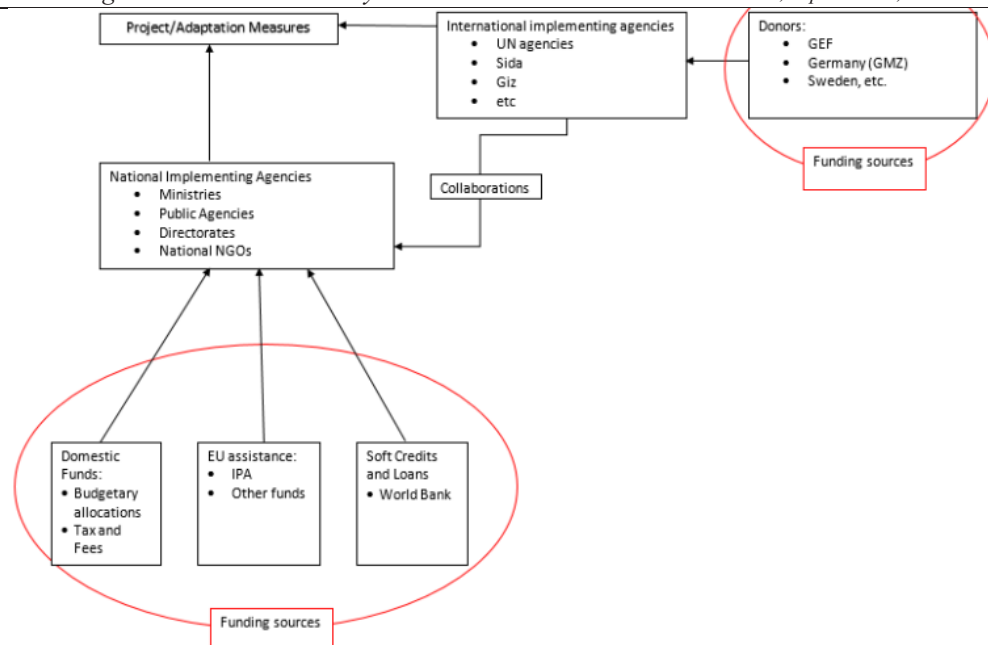 Project/Adaptation Measures
International implementing agencies
• UN agencies
• Sida
• Giz
• etc
Donors:
• GEF
• Germany (GMZ)
• Sweden, etc.
Funding sources
Collaborations
National Implementing Agencies
• Ministries
• Public Agencies
• Directorates
• National NGOs
Domestic
Funds:
• Budgetary
allocations
• Tax and
Fees
EU assistance:
• IPA
• Other funds
Soft Credits
and Loans
• World Bank
Funding sources